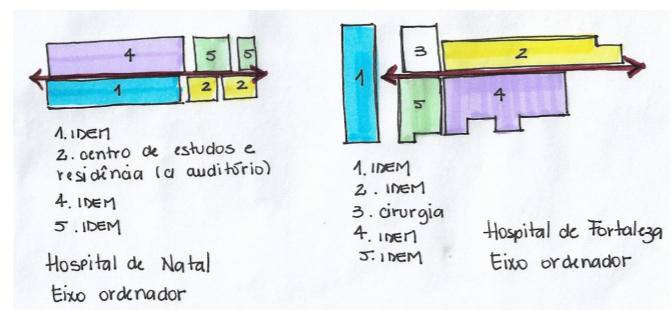 4
5
5
1
2
2
1. IDEM
2. centro de estudos e
residência (c/ auditório)
4. IDEM
5. IDEM
Hospital de Natal
Eixo ordenador
1
3
2
5
4
1. IDEM
2. IDEM
3. cirurgia
4. IDEM
5. IDEM
Hospital de Fortaleza
Eixo ordenador